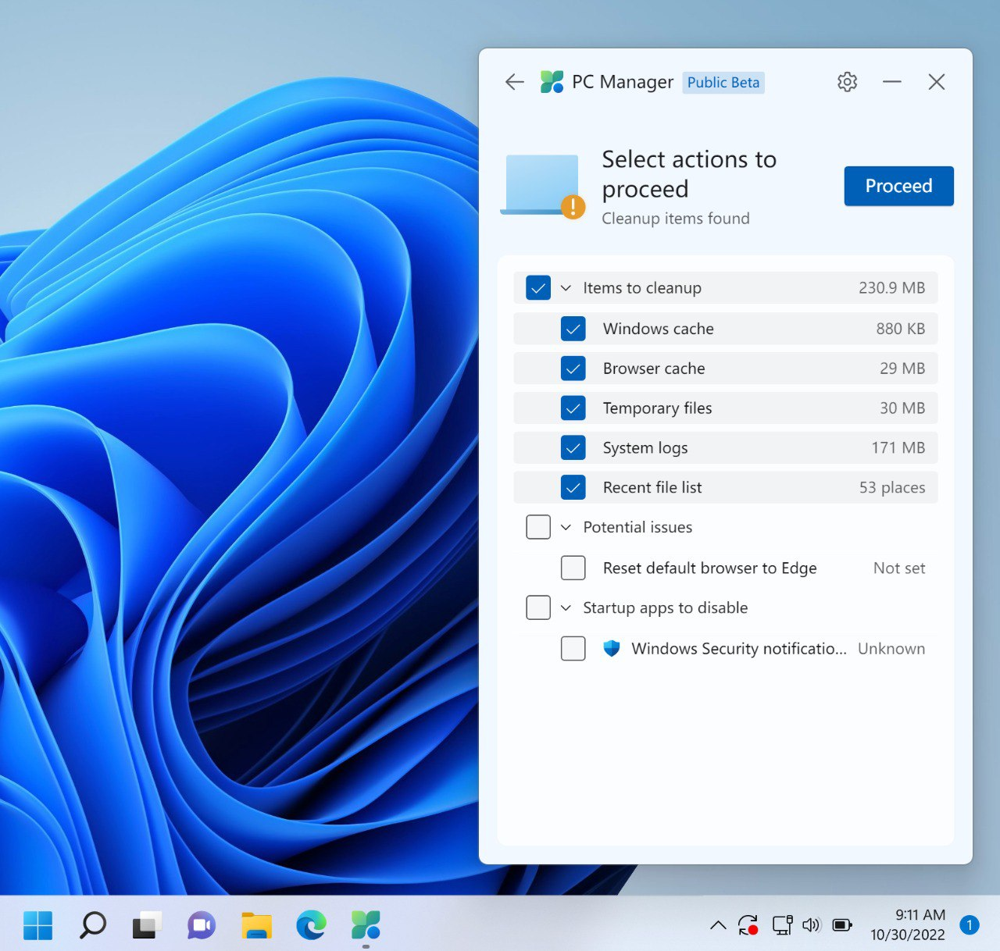 PC Manager Public Beta
Select actions to
proceed
Proceed
Cleanup items found
Items to cleanup 230.9 MB
Windows cache 880 KB
Browser cache 29 MB
Temporary files 30 MB
System logs 171 MB
Recent file list 53 places
Potential issues
Reset default browser to Edge Not set
Startup apps to disable
Windows Security notificatio... Unknown
9:11 AM
10/30/2022
1